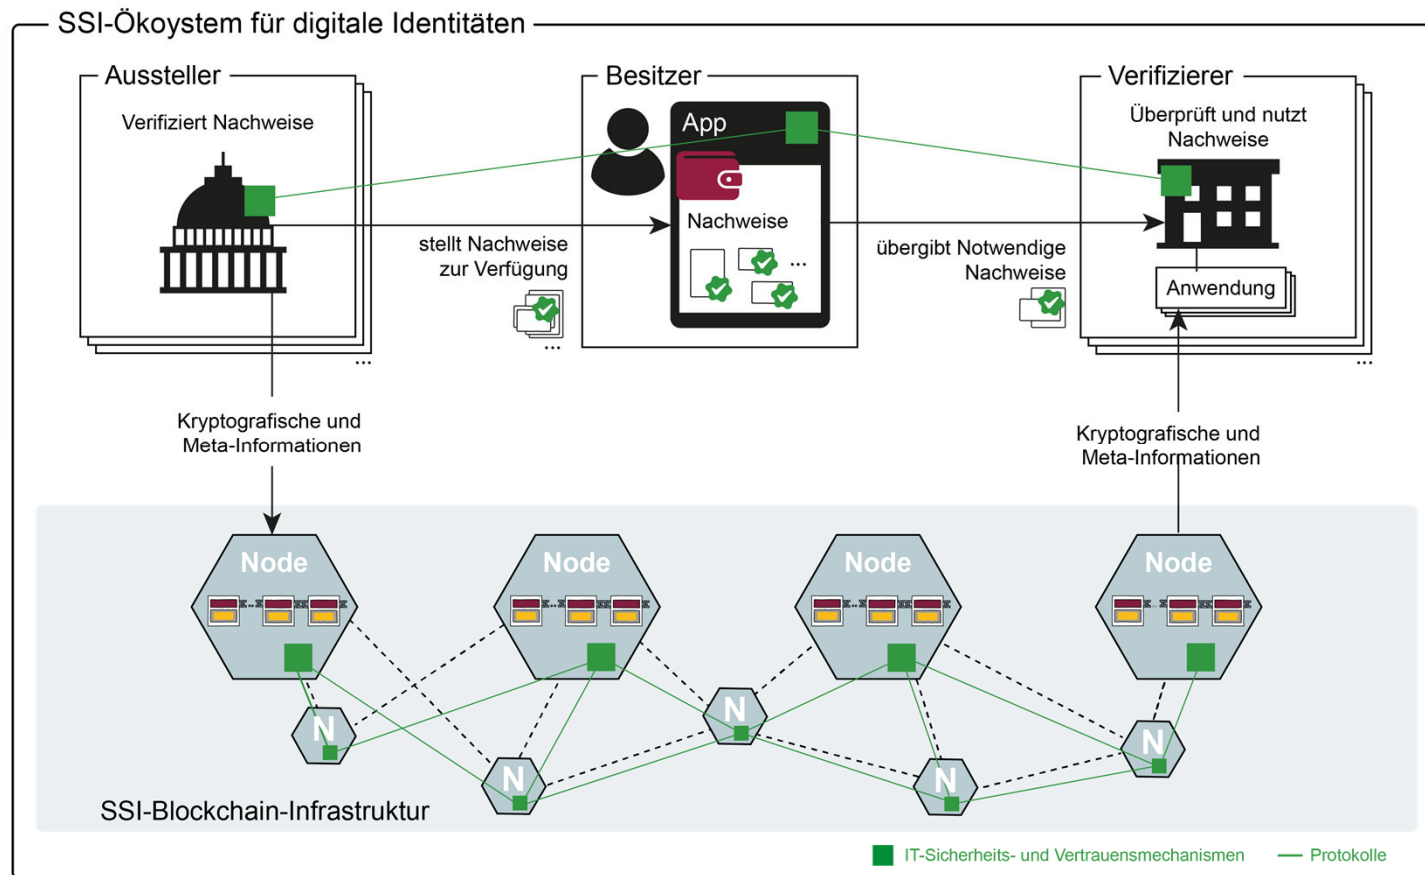 SSI-Ökoystem für digitale Identitäten
Aussteller
Verifiziert Nachweise
Besitzer
App
Nachweise
...
Verifizierer
Überprüft und nutzt
Nachweise
Anwendung
stellt Nachweise
zur Verfügung
...
übergibt Notwendige
Nachweise
...
...
Kryptografische und
Meta-Informationen
Kryptografische und
Meta-Informationen
Node
Node
Node
Node
N
N
N
N
N
SSI-Blockchain-Infrastruktur
IT-Sicherheits- und Vertrauensmechanismen
Protokolle